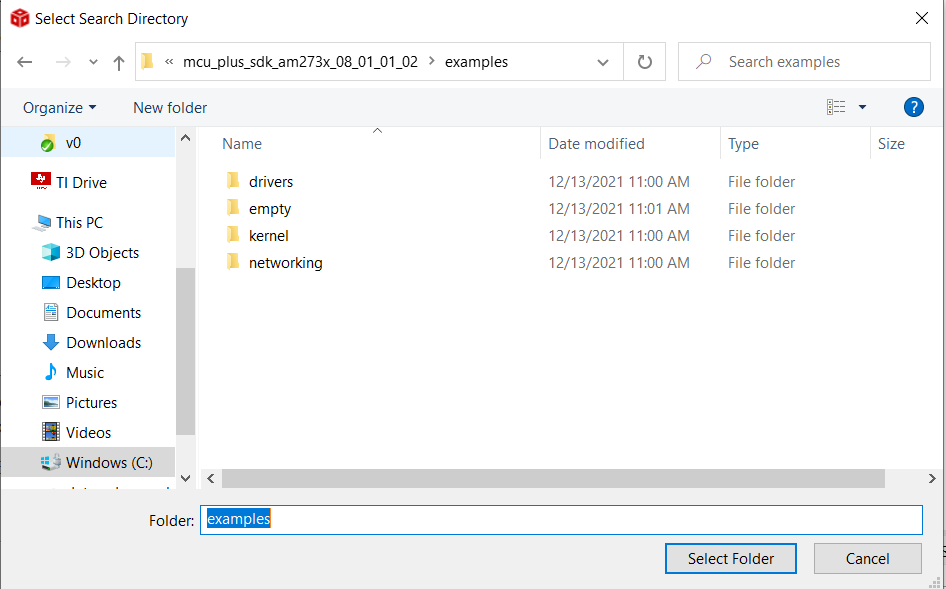 Select Search Directory
« mcu_plus_sdk_am273x_08_01_01_02 > examples
Search examples
Organize
New folder
?
v0
TI Drive
This PC
3D Objects
Desktop
Documents
Downloads
Music
Pictures
Videos
Windows (C:)
Name Date modified Type Size
drivers 12/13/2021 11:00 AM File folder
empty 12/13/2021 11:01 AM File folder
kernel 12/13/2021 11:00 AM File folder
networking 12/13/2021 11:00 AM File folder
Folder: examples
Select Folder Cancel